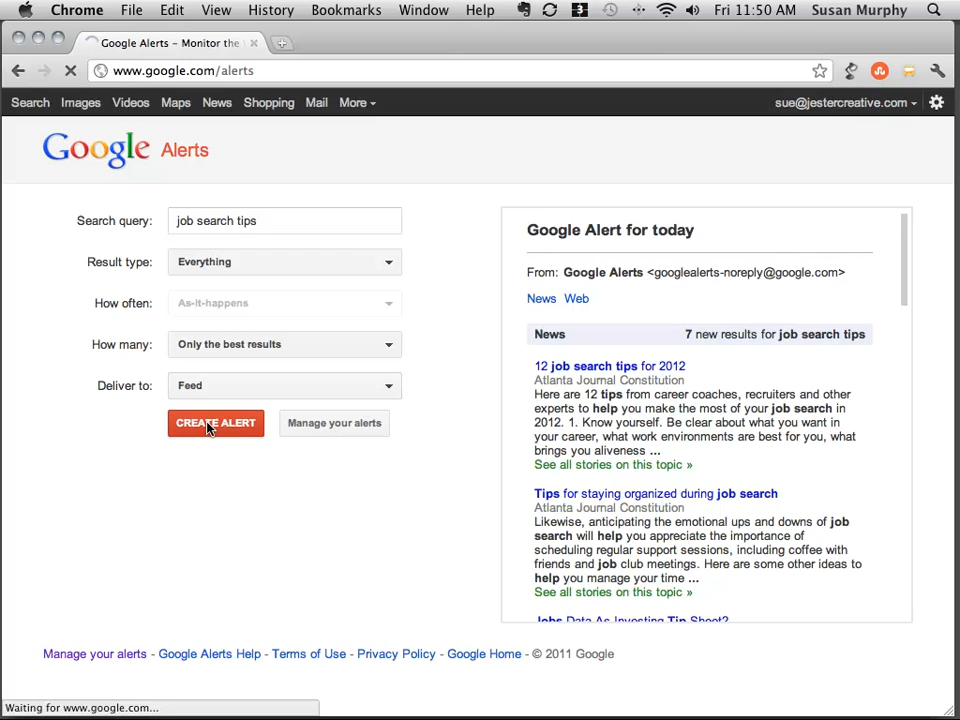 Chrome File Edit View History Bookmarks Window Help 3 Fri 11:50 AM Susan Murphy
Google Alerts – Monitor the
www.google.com/alerts
Search Images Videos Maps News Shopping Mail More sue@jestercreative.com
Google Alerts
Search query: job search tips
Result type: Everything
How often: As-it-happens
How many: Only the best results
Deliver to: Feed
CREATE ALERT Manage your alerts
Google Alert for today
From: Google Alerts <googlealerts-noreply@google.com>
News Web
News 7 new results for job search tips
12 job search tips for 2012
Atlanta Journal Constitution
Here are 12 tips from career coaches, recruiters and other
experts to help you make the most of your job search in
2012. 1. Know yourself. Be clear about what you want in
your career, what work environments are best for you, what
brings you aliveness ...
See all stories on this topic »
Tips for staying organized during job search
Atlanta Journal Constitution
Likewise, anticipating the emotional ups and downs of job
search will help you appreciate the importance of
scheduling regular support sessions, including coffee with
friends and job club meetings. Here are some other ideas to
help you manage your time ...
See all stories on this topic »
Jobs Data As Investing Tip Sheet?
Manage your alerts - Google Alerts Help - Terms of Use - Privacy Policy - Google Home - © 2011 Google
Waiting for www.google.com...